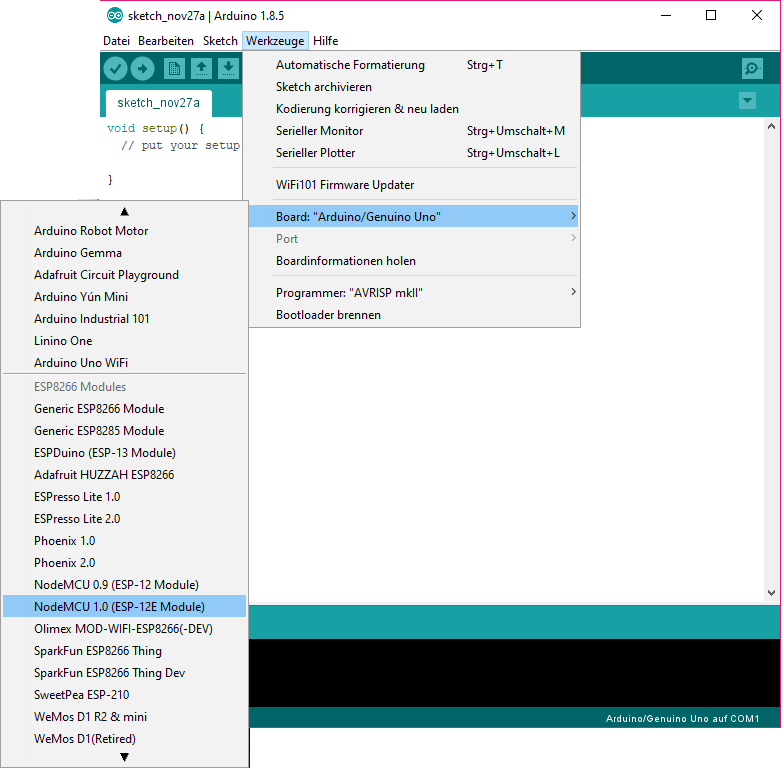 sketch_nov27a | Arduino 1.8.5
Datei Bearbeiten Sketch Werkzeuge Hilfe
sketch_nov27a
void setup() {
// put your setup
}
Automatische Formatierung Strg+T
Sketch archivieren
Kodierung korrigieren & neu laden
Serieller Monitor Strg+Umschalt+M
Serieller Plotter Strg+Umschalt+L
WiFi101 Firmware Updater
Board: "Arduino/Genuino Uno"
Port
Boardinformationen holen
Programmer: "AVRISP mkII"
Bootloader brennen
Arduino Robot Motor
Arduino Gemma
Adafruit Circuit Playground
Arduino Yún Mini
Arduino Industrial 101
Linino One
Arduino Uno WiFi
ESP8266 Modules
Generic ESP8266 Module
Generic ESP8285 Module
ESPDuino (ESP-13 Module)
Adafruit HUZZAH ESP8266
ESPresso Lite 1.0
ESPresso Lite 2.0
Phoenix 1.0
Phoenix 2.0
NodeMCU 0.9 (ESP-12 Module)
NodeMCU 1.0 (ESP-12E Module)
Olimex MOD-WIFI-ESP8266(-DEV)
SparkFun ESP8266 Thing
SparkFun ESP8266 Thing Dev
SweetPea ESP-210
WeMos D1 R2 & mini
WeMos D1(Retired)
Arduino/Genuino Uno auf COM1